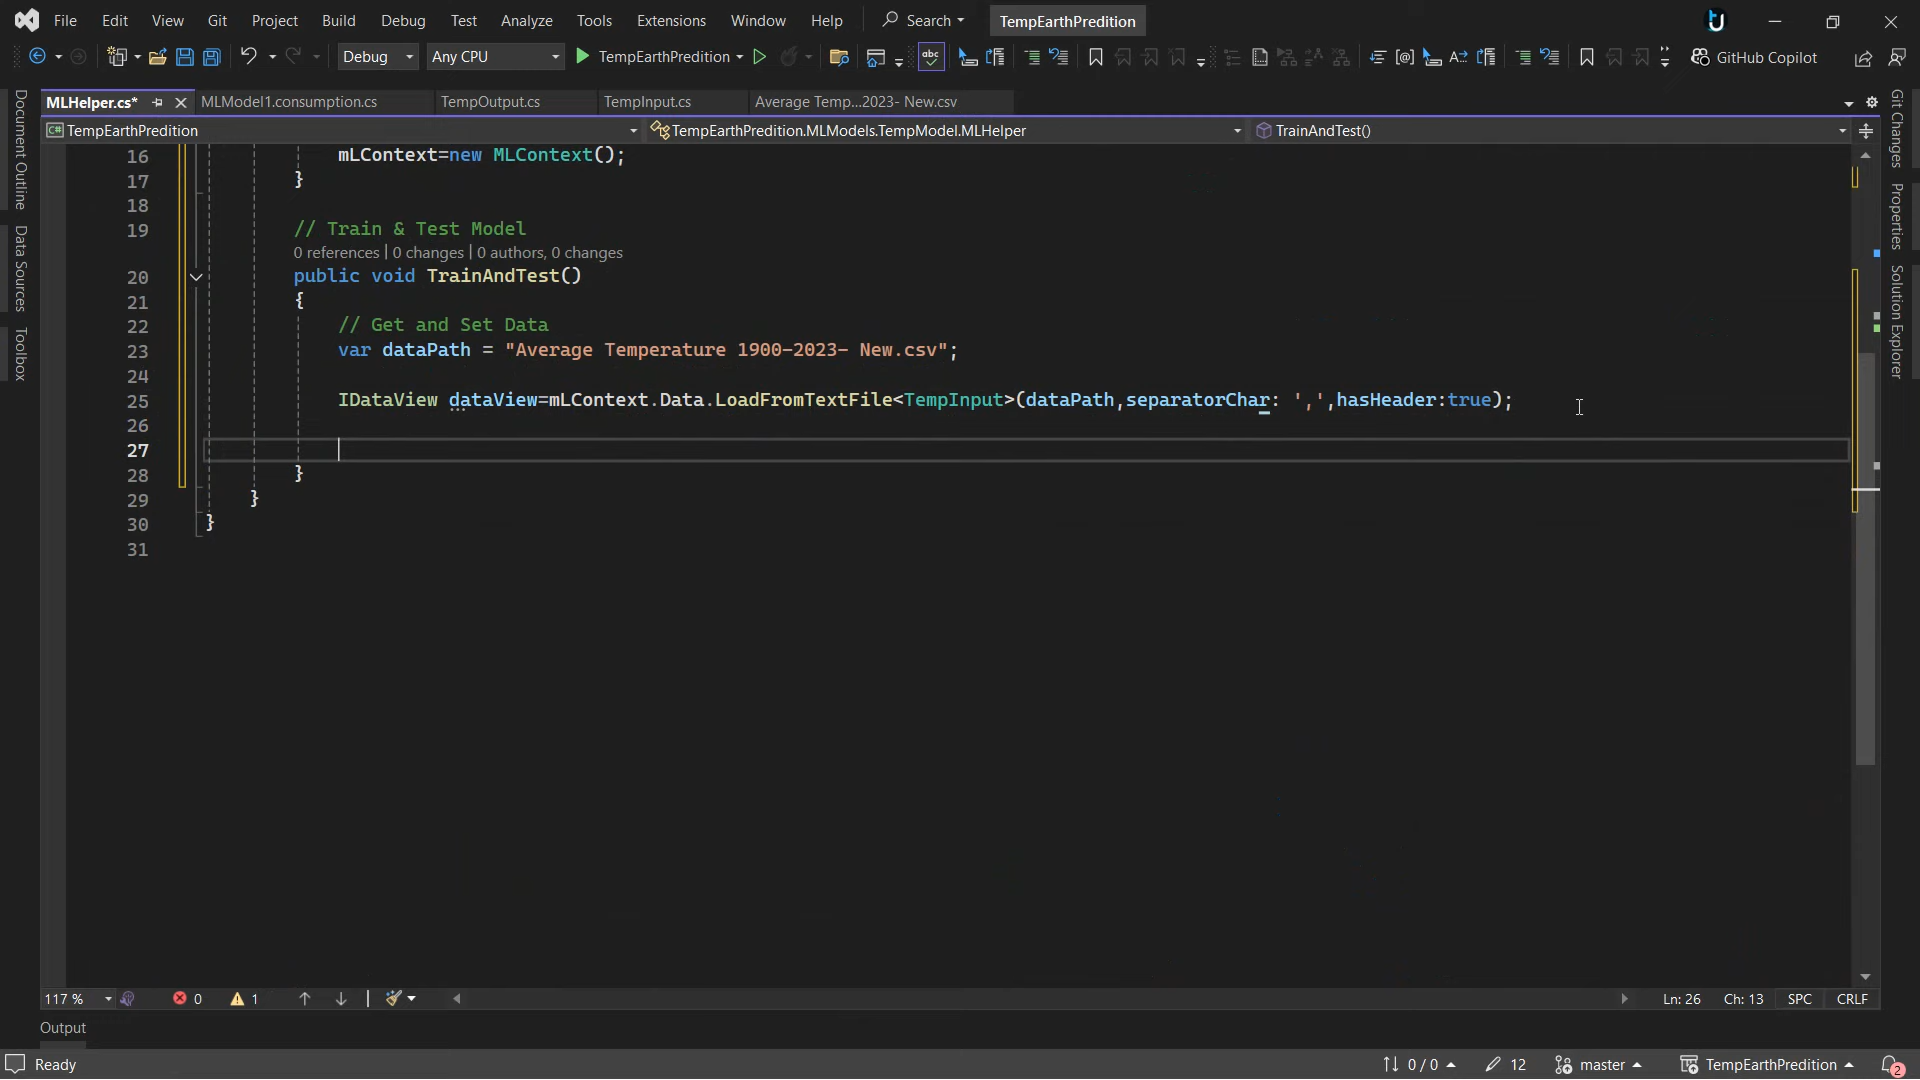 File Edit View Git Project Build Debug Test Analyze Tools Extensions Window Help Search TempEarthPredition
Debug Any CPU TempEarthPredition GitHub Copilot
MLHelper.cs* MLModel1.consumption.cs TempOutput.cs TempInput.cs Average Temp...2023- New.csv
TempEarthPredition TempEarthPredition.MLModels.TempModel.MLHelper TrainAndTest()
Document Outline
Data Sources
Toolbox
16 mLContext=new MLContext();
17 }
18
19 // Train & Test Model
0 references | 0 changes | 0 authors, 0 changes
20 public void TrainAndTest()
21 {
22 // Get and Set Data
23 var dataPath = "Average Temperature 1900-2023- New.csv";
24
25 IDataView dataView=mLContext.Data.LoadFromTextFile<TempInput>(dataPath,separatorChar: ',',hasHeader:true);
26
27
28 }
29 }
30 }
31
Git Changes
Properties
Solution Explorer
117 % 0 1 Ln: 26 Ch: 13 SPC CRLF
Output
Ready 0 / 0 12 master TempEarthPredition 2